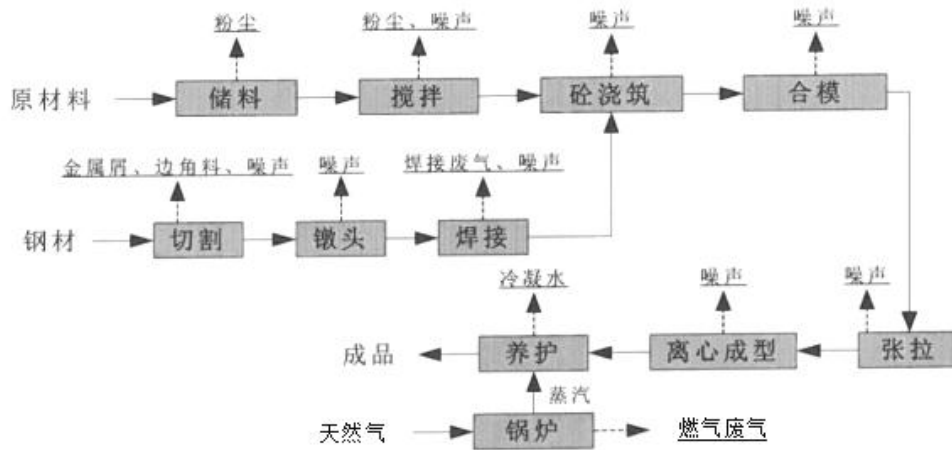 粉尘 粉尘、噪声 噪声 噪声
原材料 储料 搅拌 砼浇筑 合模
金属屑、边角料、噪声 噪声 焊接废气、噪声
钢材 切割 镦头 焊接
冷凝水 噪声 噪声
成品 养护 离心成型 张拉
蒸汽
天然气 锅炉 燃气废气